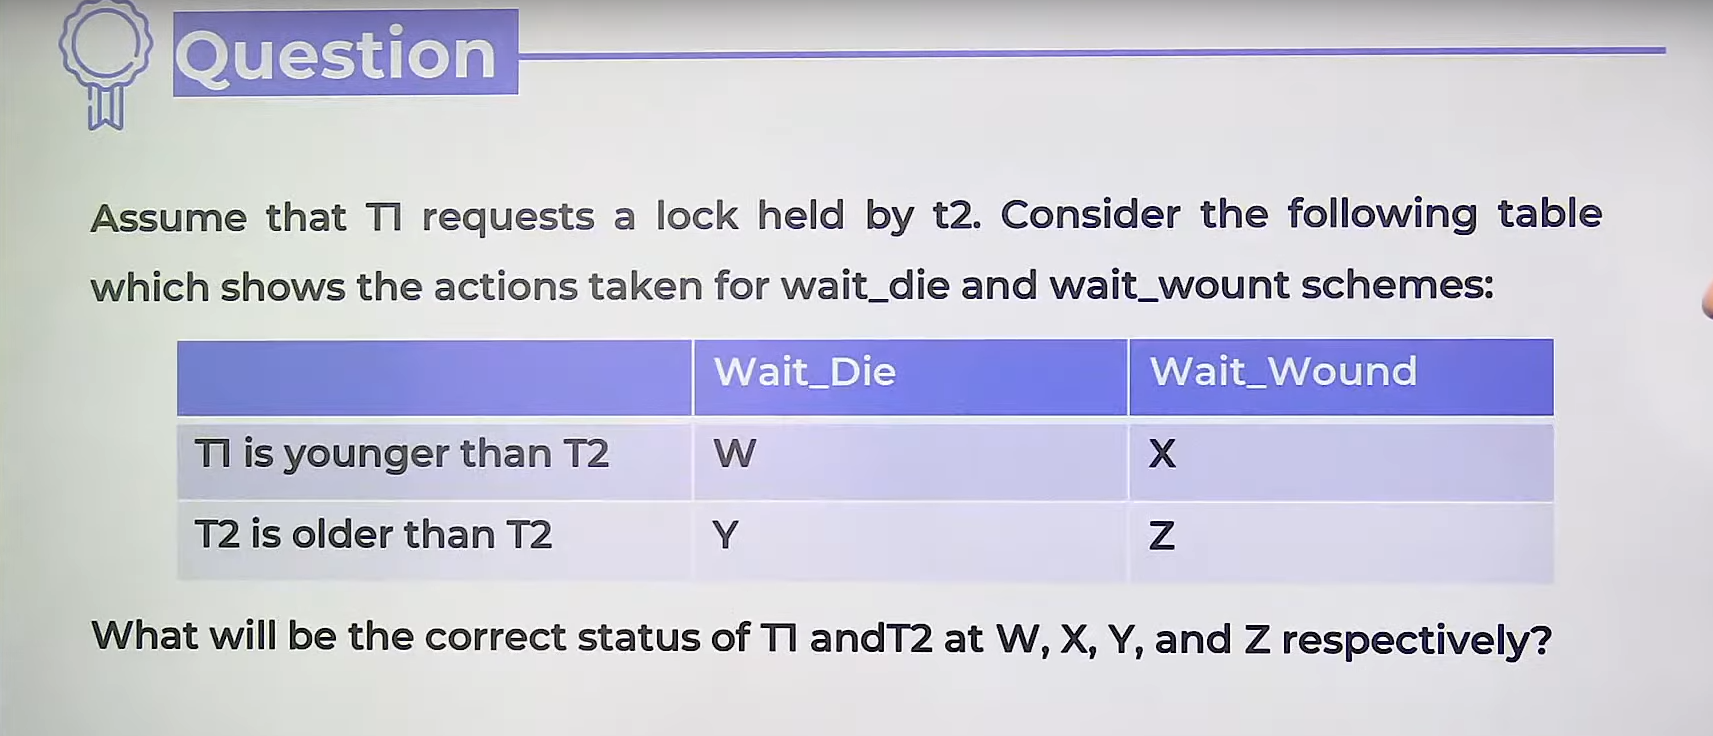 Question
Assume that T1 requests a lock held by t2. Consider the following table
which shows the actions taken for wait_die and wait_wount schemes:
Wait_Die Wait_Wound
T1 is younger than T2 W X
T2 is older than T2 Y Z
What will be the correct status of T1 andT2 at W, X, Y, and Z respectively?